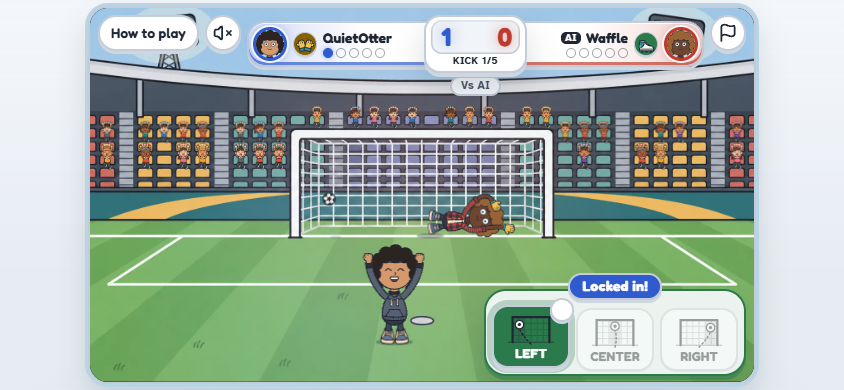 How to play
QuietOtter
1 0
KICK 1/5
AI Waffle
Vs AI
Locked in!
LEFT
CENTER
RIGHT